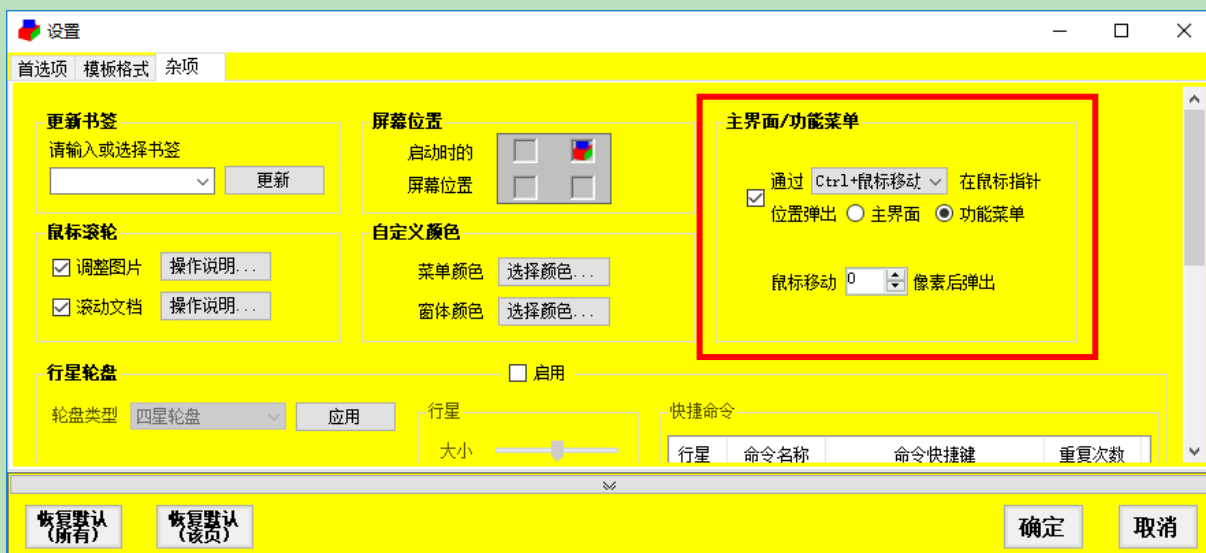 设置
首选项 模板格式 杂项
更新书签
请输入或选择书签
更新
屏幕位置
启动时的
屏幕位置
主界面/功能菜单
通过 Ctrl+鼠标移动 在鼠标指针
位置弹出 主界面 功能菜单
鼠标移动 0 像素后弹出
鼠标滚轮
调整图片 操作说明...
滚动文档 操作说明...
自定义颜色
菜单颜色 选择颜色...
窗体颜色 选择颜色...
行星轮盘 启用
轮盘类型 四星轮盘 应用
行星
大小
快捷命令
行星 命令名称 命令快捷键 重复次数
恢复默认
(所有)
恢复默认
(该页)
确定 取消